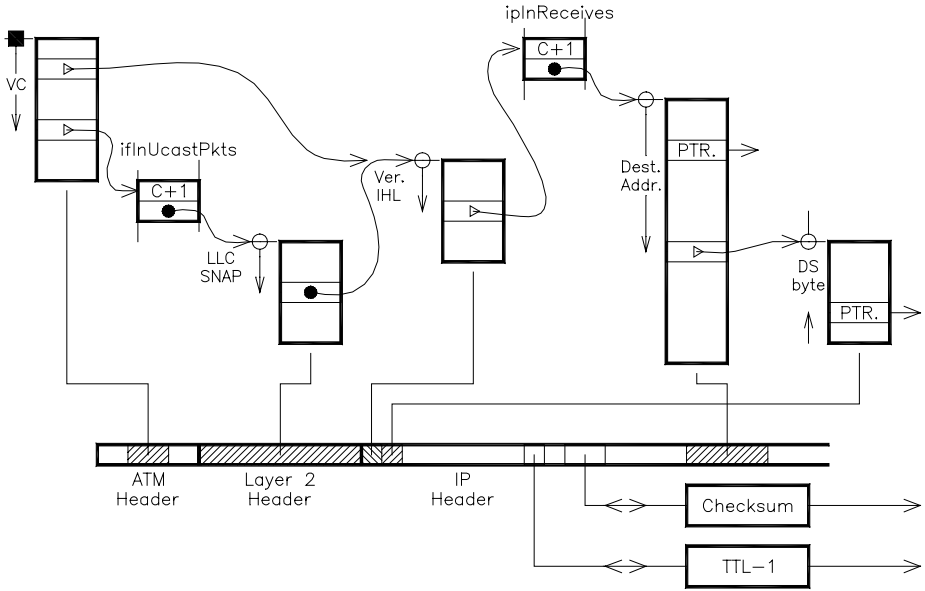 ipInReceives
C+1
VC
ifInUcastPkts
C+1
LLC
SNAP
Ver.
IHL
Dest.
Addr.
PTR.
DS
byte
PTR.
ATM
Header
Layer 2
Header
IP
Header
Checksum
TTL-1